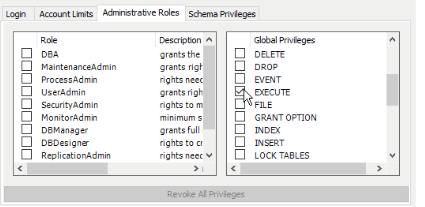 Login Account Limits Administrative Roles Schema Privileges
Role Description
DBA grants the
MaintenanceAdmin grants righ
ProcessAdmin rights need
UserAdmin grants righ
SecurityAdmin rights to m
MonitorAdmin minimum s
DBManager grants full
DBDesigner rights to cr
ReplicationAdmin rights need
Global Privileges
DELETE
DROP
EVENT
EXECUTE
FILE
GRANT OPTION
INDEX
INSERT
LOCK TABLES
Revoke All Privileges